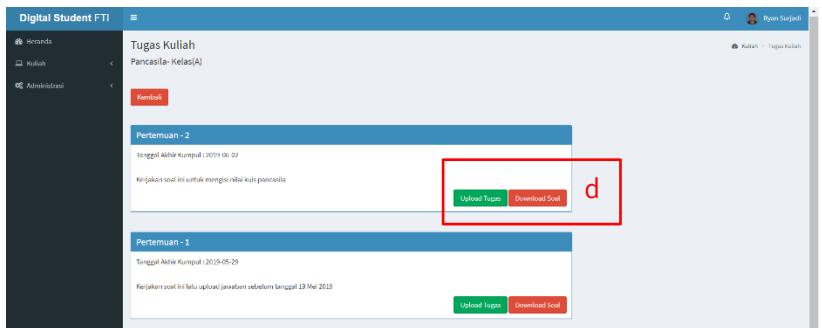 Digital Student FTI
Ryan Surjadi
Beranda
Kuliah
Administrasi
Tugas Kuliah
Kuliah > Tugas Kuliah
Pancasila- Kelas(A)
Kembali
Pertemuan - 2
Tanggal Akhir Kumpul : 2019-06-02
Kerjakan soal ini untuk mengisi nilai kuis pancasila
Upload Tugas Download Soal
d
Pertemuan - 1
Tanggal Akhir Kumpul : 2019-05-29
Kerjakan soal ini lalu upload jawaban sebelum tanggal 19 Mei 2019
Upload Tugas Download Soal